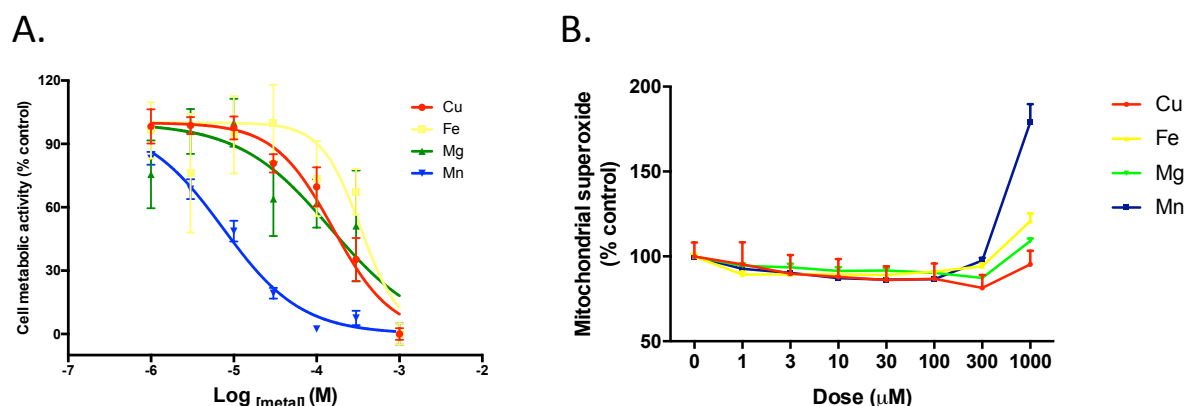 A.
B.
Cell metabolic activity (% control)
120
90
60
30
0
-7
-6
-5
-4
-3
-2
Log [metal] (M)
Cu
Fe
Mg
Mn
Mitochondrial superoxide
(% control)
200
150
100
50
0
1
3
10
30
100
300
1000
Dose (μM)
Cu
Fe
Mg
Mn